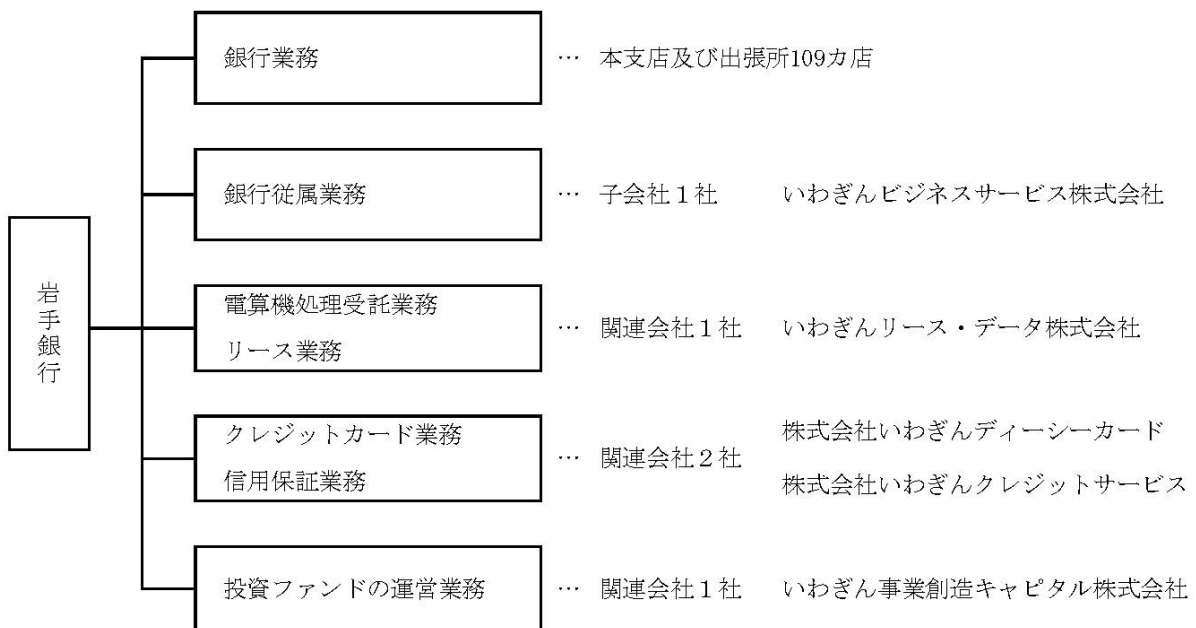 岩手銀行
銀行業務 … 本支店及び出張所109カ店
銀行従属業務 … 子会社１社 いわぎんビジネスサービス株式会社
電算機処理受託業務
リース業務
… 関連会社１社 いわぎんリース・データ株式会社
クレジットカード業務
信用保証業務
… 関連会社２社
株式会社いわぎんディーシーカード
株式会社いわぎんクレジットサービス
投資ファンドの運営業務 … 関連会社１社 いわぎん事業創造キャピタル株式会社